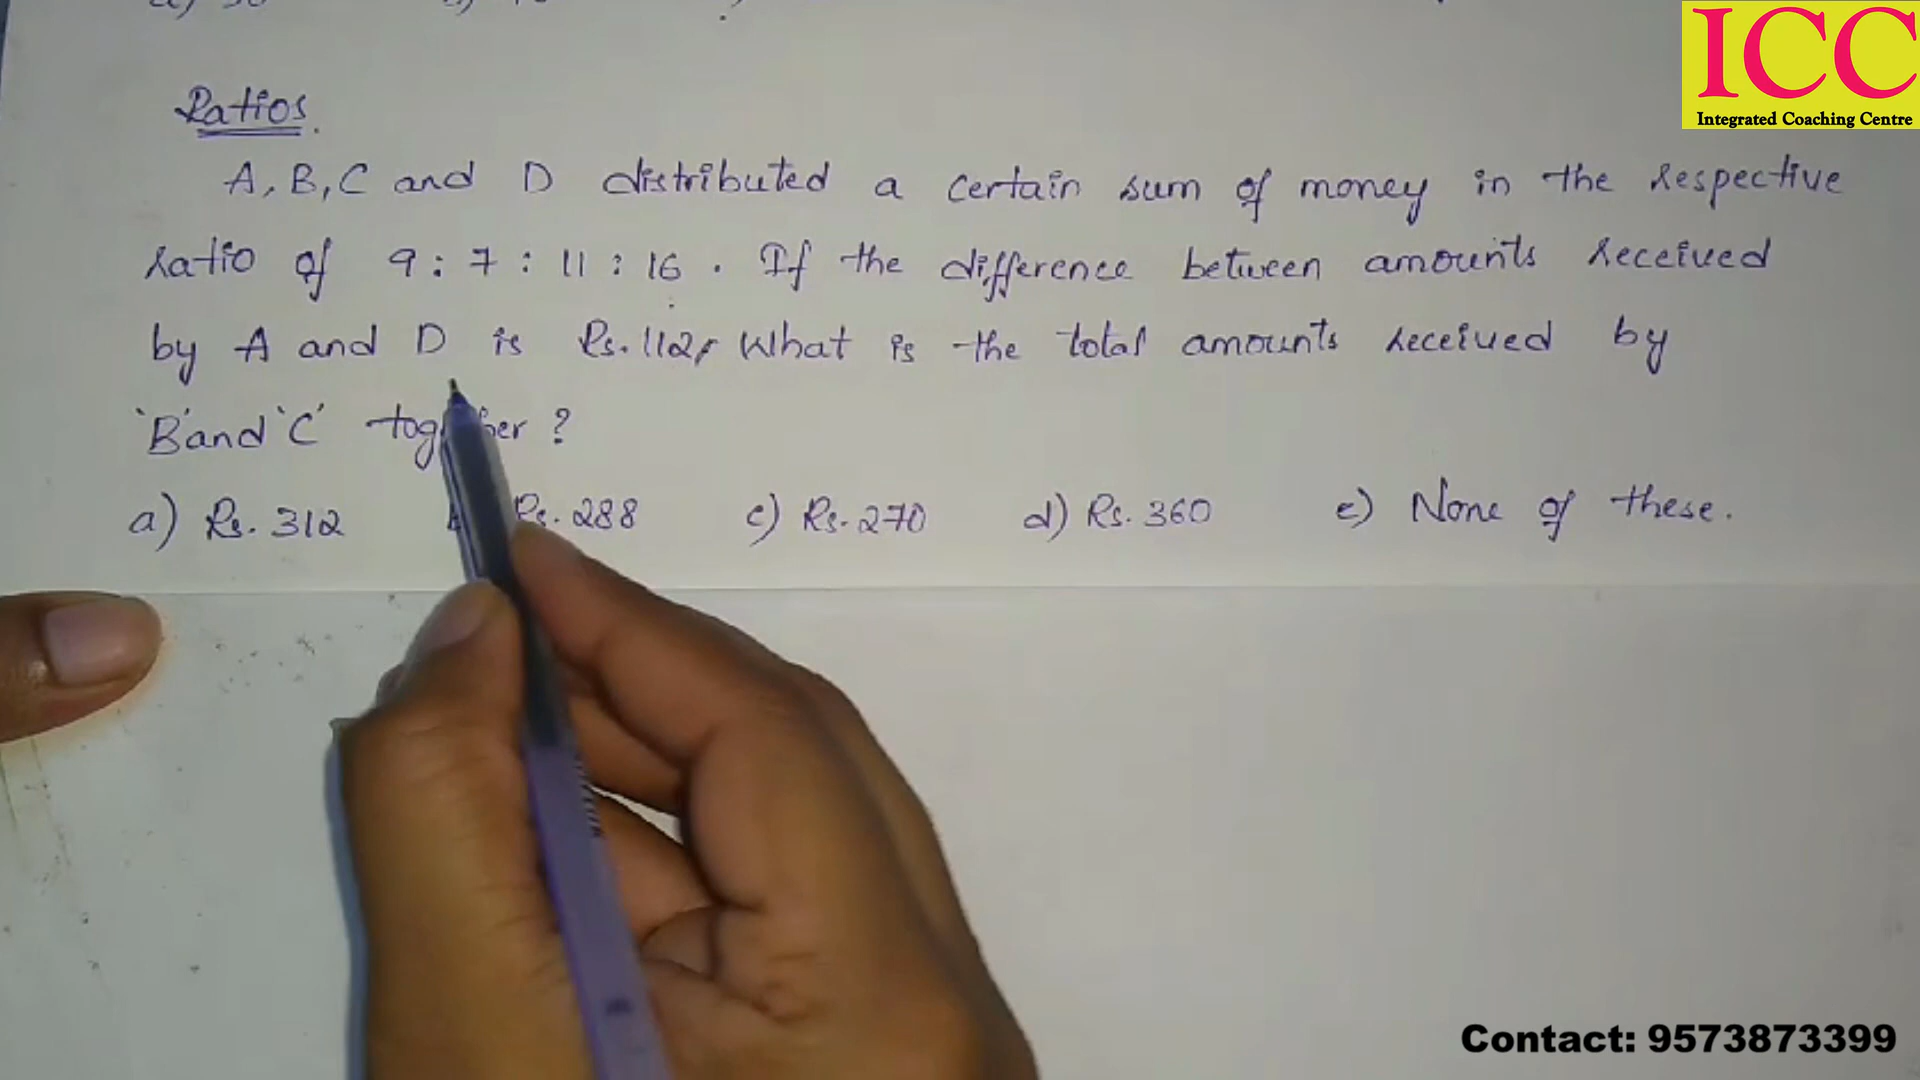 ICC
Integrated Coaching Centre
Ratios.
A, B, C and D distributed a certain sum of money in the respective
ratio of 9 : 7 : 11 : 16 . If the difference between amounts received
by A and D is Rs. 112, What is the total amounts received by
'B' and 'C' together ?
a) Rs. 312 Rs. 288 c) Rs. 270 d) Rs. 360 e) None of these.
Contact: 9573873399